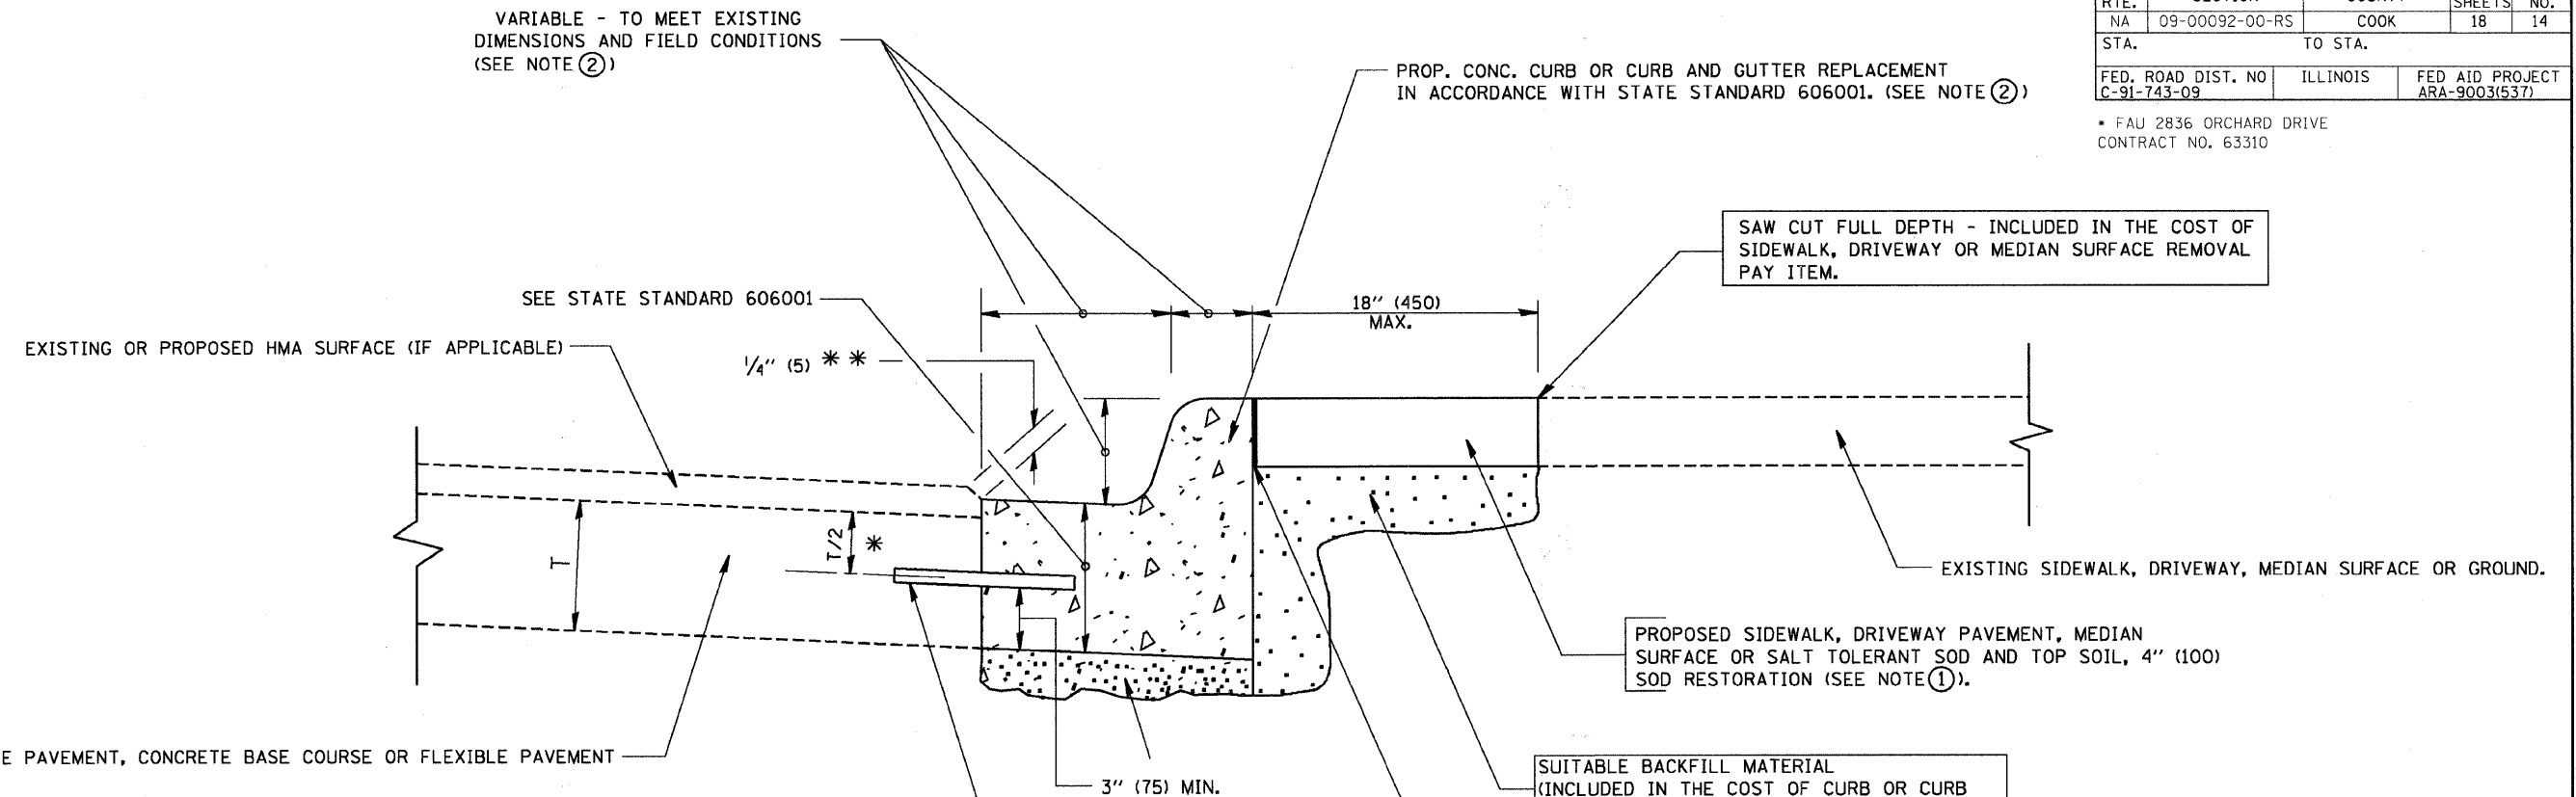 VARIABLE - TO MEET EXISTING
DIMENSIONS AND FIELD CONDITIONS
(SEE NOTE 2)
PROP. CONC. CURB OR CURB AND GUTTER REPLACEMENT
IN ACCORDANCE WITH STATE STANDARD 606001. (SEE NOTE 2)
RTE. SECTION COUNTY SHEETS NO.
NA 09-00092-00-RS COOK 18 14
STA. TO STA.
FED. ROAD DIST. NO ILLINOIS FED AID PROJECT
C-91-743-09 ARA-9003(537)
* FAU 2836 ORCHARD DRIVE
CONTRACT NO. 63310
SAW CUT FULL DEPTH - INCLUDED IN THE COST OF
SIDEWALK, DRIVEWAY OR MEDIAN SURFACE REMOVAL
PAY ITEM.
SEE STATE STANDARD 606001
18" (450)
MAX.
EXISTING OR PROPOSED HMA SURFACE (IF APPLICABLE)
1/4" (5) * *
T
T/2 *
EXISTING SIDEWALK, DRIVEWAY, MEDIAN SURFACE OR GROUND.
PROPOSED SIDEWALK, DRIVEWAY PAVEMENT, MEDIAN
SURFACE OR SALT TOLERANT SOD AND TOP SOIL, 4" (100)
SOD RESTORATION (SEE NOTE 1).
E PAVEMENT, CONCRETE BASE COURSE OR FLEXIBLE PAVEMENT
3" (75) MIN.
SUITABLE BACKFILL MATERIAL
(INCLUDED IN THE COST OF CURB OR CURB